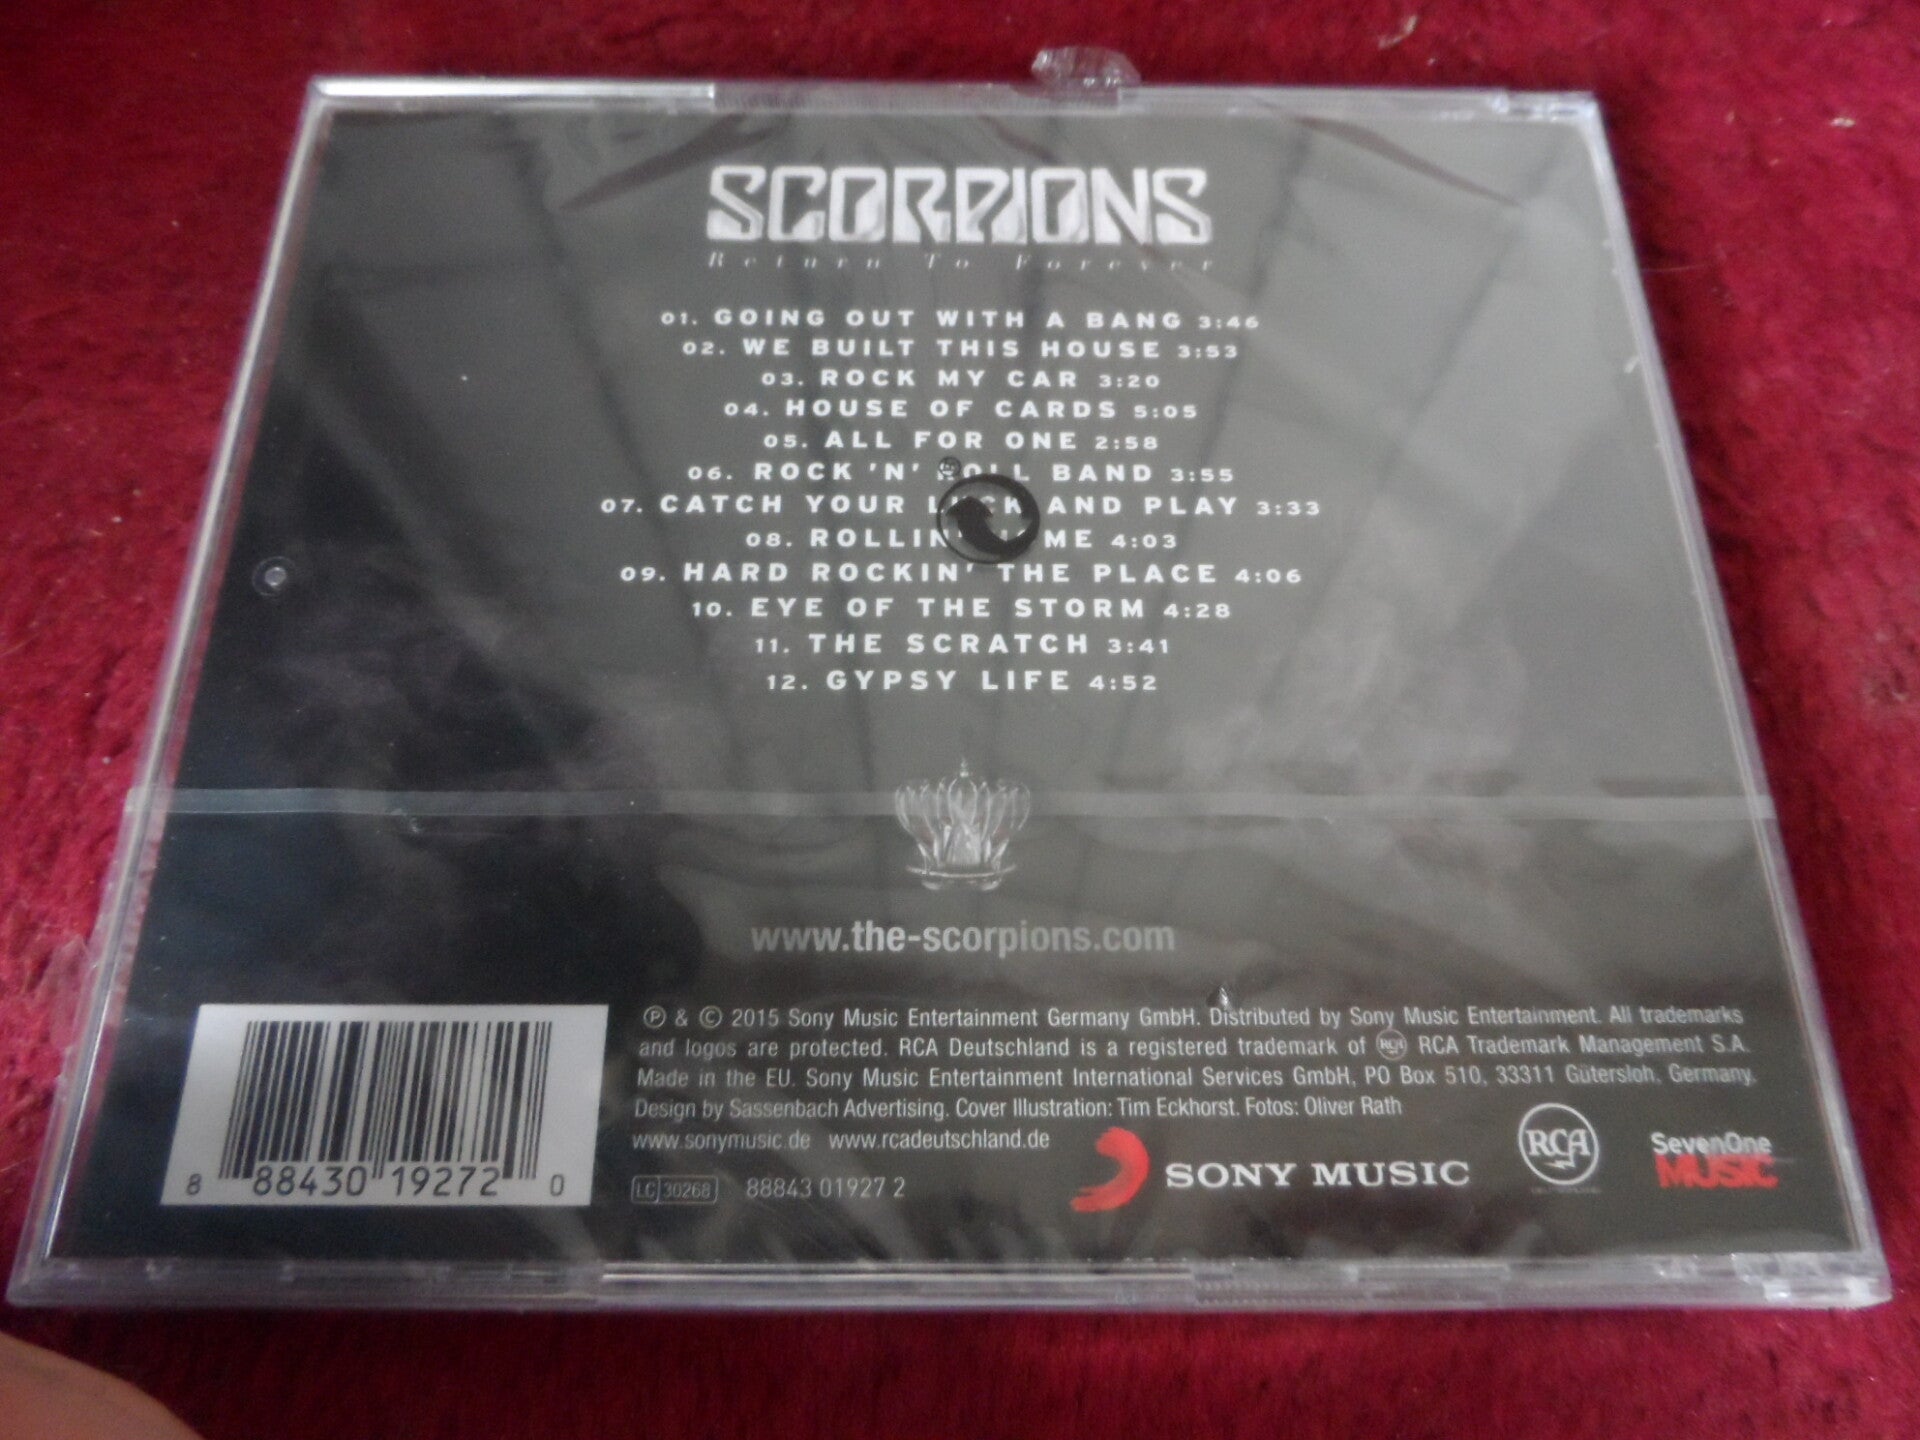 SCORPIONS
Return To Forever
01. GOING OUT WITH A BANG 3:46
02. WE BUILT THIS HOUSE 3:53
03. ROCK MY CAR 3:20
04. HOUSE OF CARDS 5:05
05. ALL FOR ONE 2:58
06. ROCK 'N' ROLL BAND 3:55
07. CATCH YOUR LUCK AND PLAY 3:33
08. ROLLIN' HOME 4:03
09. HARD ROCKIN' THE PLACE 4:06
10. EYE OF THE STORM 4:28
11. THE SCRATCH 3:41
12. GYPSY LIFE 4:52
www.the-scorpions.com
℗ & © 2015 Sony Music Entertainment Germany GmbH. Distributed by Sony Music Entertainment. All trademarks
and logos are protected. RCA Deutschland is a registered trademark of RCA RCA Trademark Management S.A.
Made in the EU. Sony Music Entertainment International Services GmbH, PO Box 510, 33311 Gütersloh, Germany.
Design by Sassenbach Advertising. Cover Illustration: Tim Eckhorst. Fotos: Oliver Rath
www.sonymusic.de www.rcadeutschland.de
LC 30268 88843 01927 2
SONY MUSIC
RCA
SevenOne
MUSIC
8 88430 19272 0